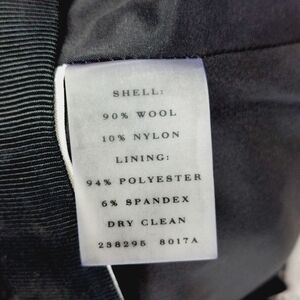 SHELL:
90% WOOL
10% NYLON
LINING:
94% POLYESTER
6% SPANDEX
DRY CLEAN
238295 8017A